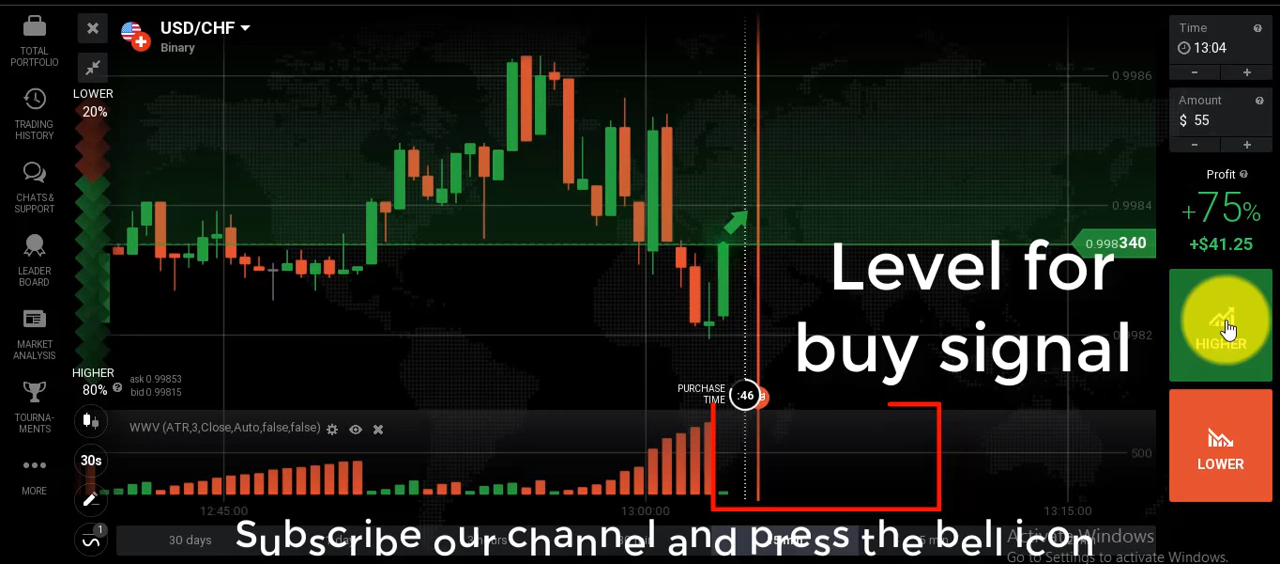 USD/CHF
Binary
TOTAL
PORTFOLIO
TRADING
HISTORY
CHATS &
SUPPORT
LEADER
BOARD
MARKET
ANALYSIS
TOURNA-
MENTS
MORE
LOWER
20%
HIGHER
80%
ask 0.99853
bid 0.99815
30s
1
0.9986
0.9984
0.998340
0.9982
Level for
buy signal
PURCHASE
TIME
:46
WWV (ATR,3,Close,Auto,false,false)
500
12:45:00
13:00:00
13:15:00
30 days
Subscribe our channel and press the bell icon
Activate Windows
Go to Settings to activate Windows.
Time
13:04
- +
Amount
$ 55
- +
Profit
+75%
+$41.25
HIGHER
LOWER